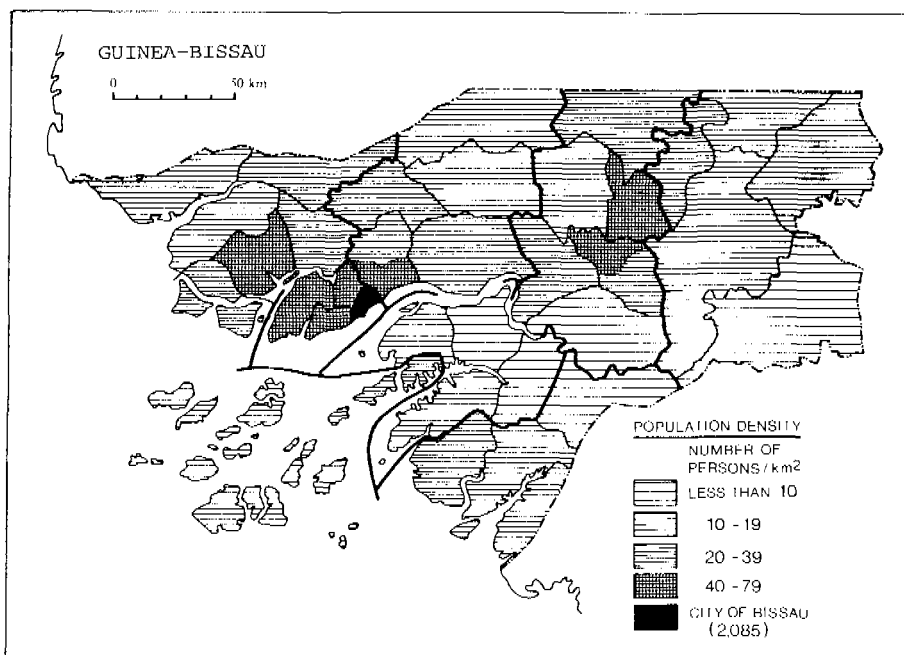 GUINEA-BISSAU
0 50 km
POPULATION DENSITY
NUMBER OF
PERSONS/km²
LESS THAN 10
10 - 19
20 - 39
40 - 79
CITY OF BISSAU
(2,085)